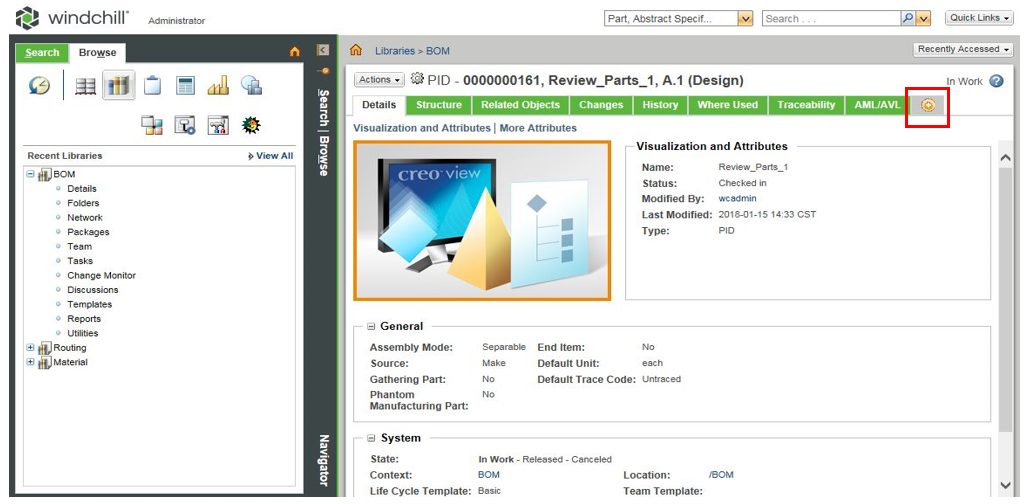 windchill® Administrator Part, Abstract Specif... Search . . . Quick Links
Search Browse
Libraries > BOM Recently Accessed
Actions PID - 0000000161, Review_Parts_1, A.1 (Design) In Work
Details Structure Related Objects Changes History Where Used Traceability AML/AVL
Visualization and Attributes | More Attributes
Search | Browse
Navigator
Recent Libraries View All
BOM
Details
Folders
Network
Packages
Team
Tasks
Change Monitor
Discussions
Templates
Reports
Utilities
Routing
Material
creo view
Visualization and Attributes
Name: Review_Parts_1
Status: Checked in
Modified By: wcadmin
Last Modified: 2018-01-15 14:33 CST
Type: PID
General
Assembly Mode: Separable End Item: No
Source: Make Default Unit: each
Gathering Part: No Default Trace Code: Untraced
Phantom No
Manufacturing Part:
System
State: In Work - Released - Canceled
Context: BOM Location: /BOM
Life Cycle Template: Basic Team Template: